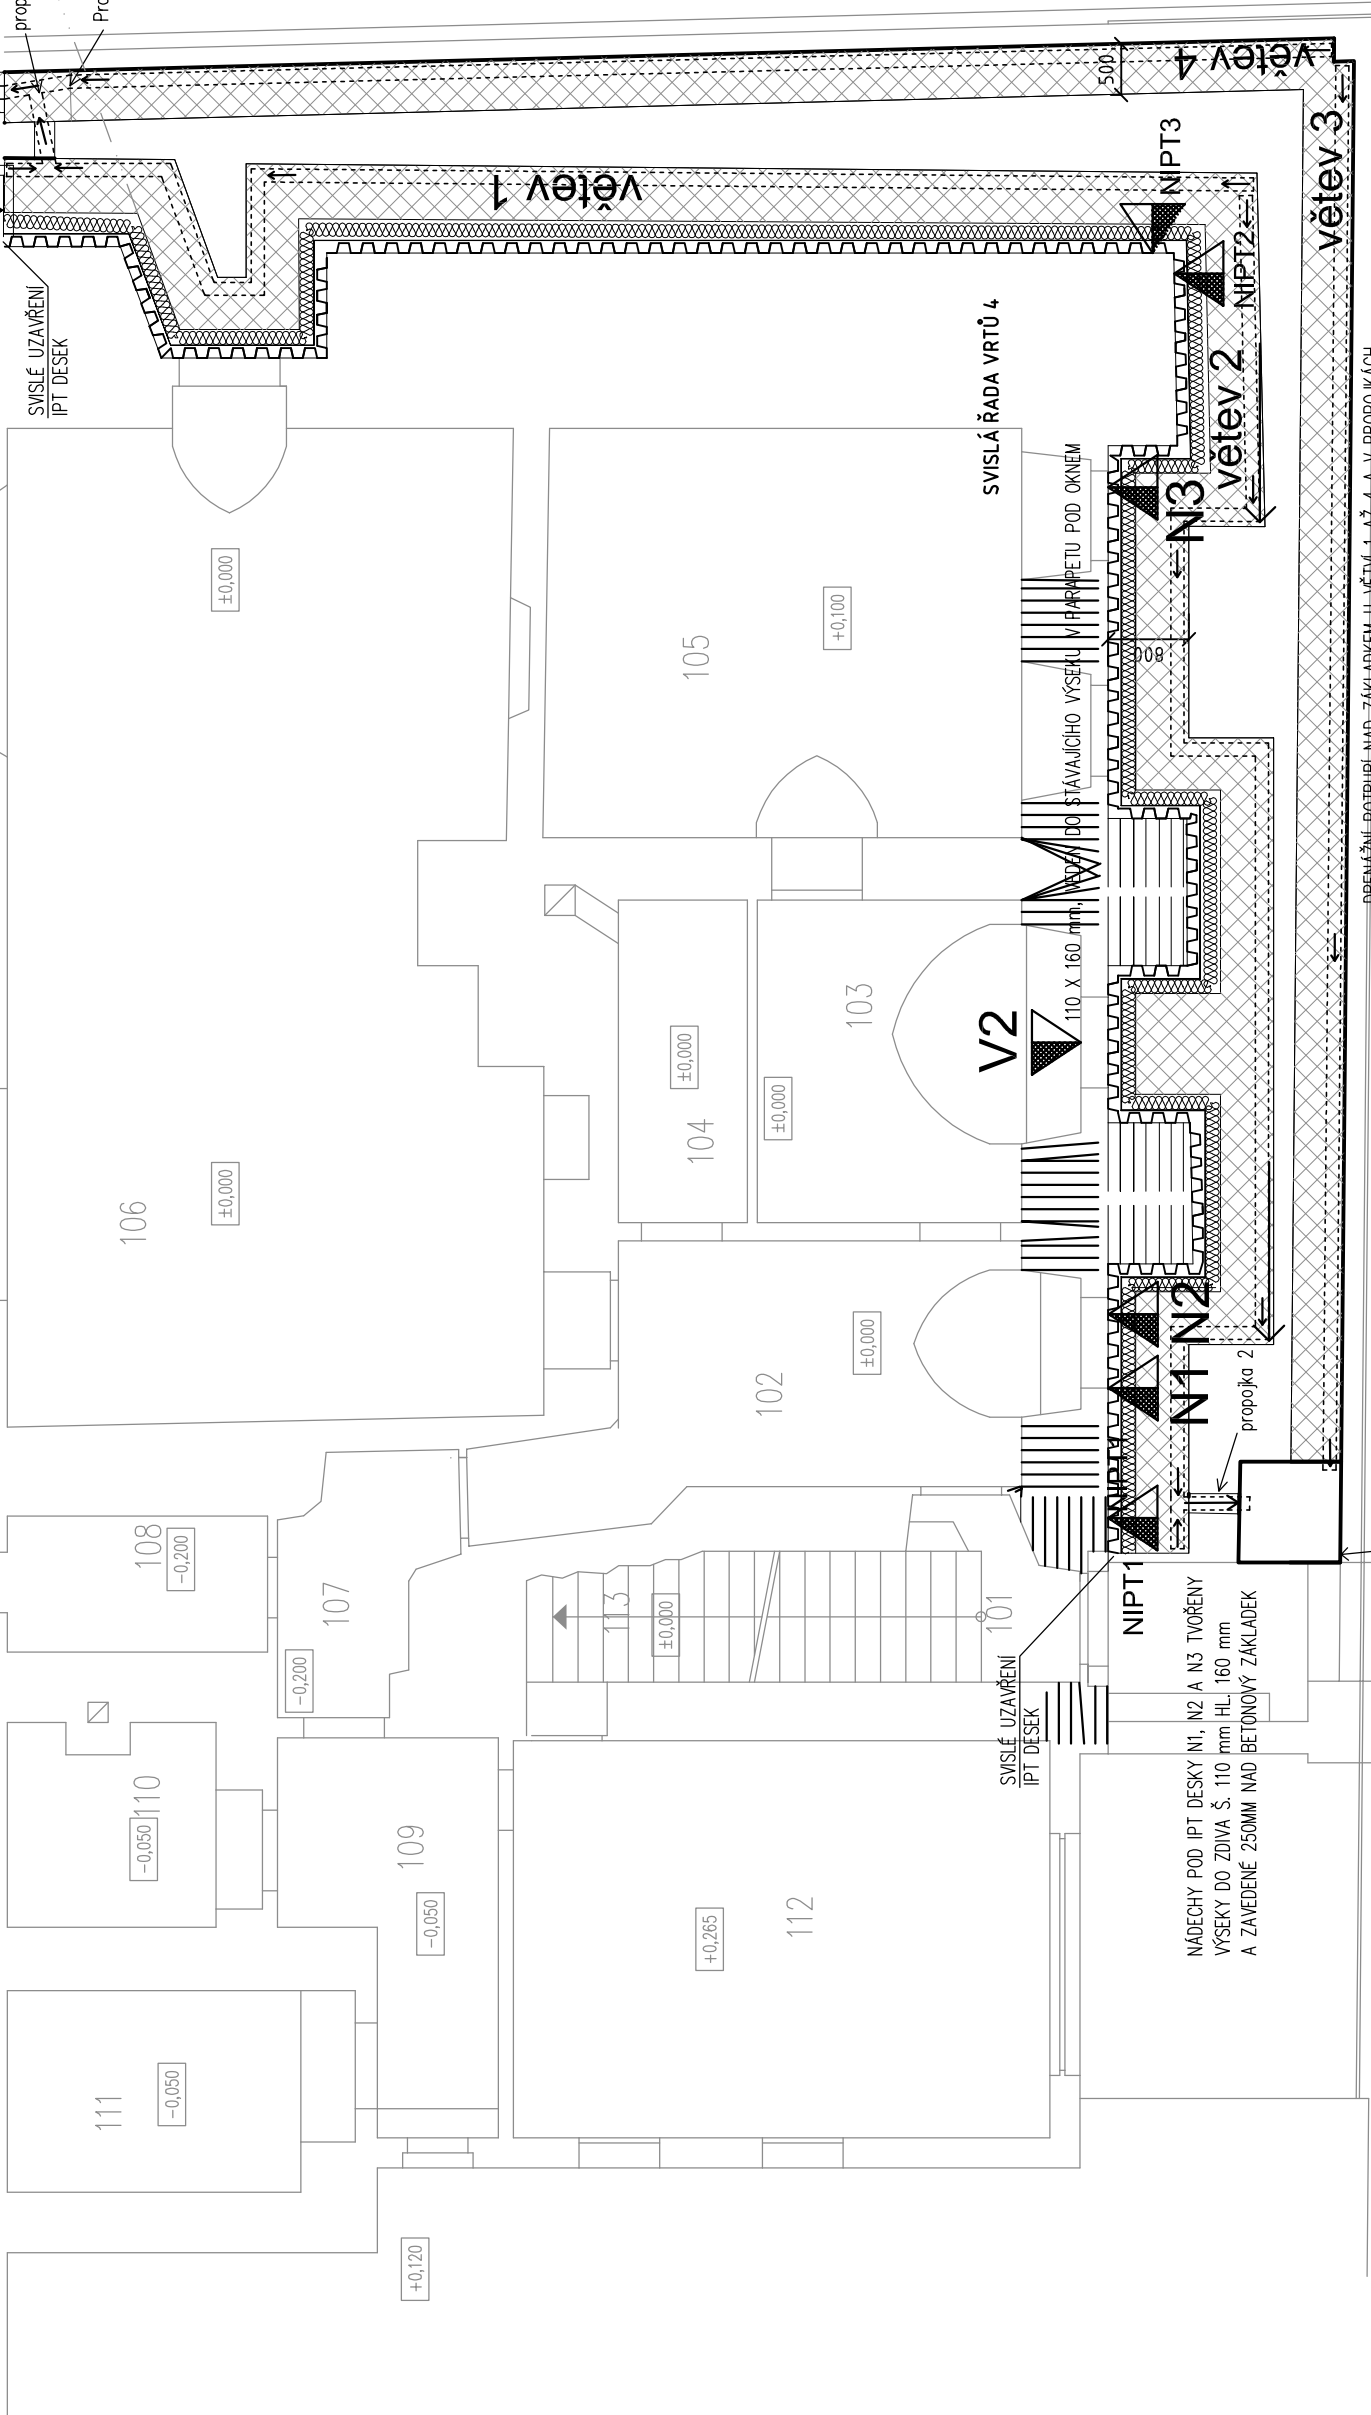 větev 4
500
větev 3
větev 1
NIPT3
NIPT2
větev 2
SVISLÉ UZAVŘENÍ
IPT DESEK
SVISLÁ ŘADA VRTŮ 4
N3
800
110 X 160 mm, VEDEN DO STÁVAJÍCÍHO VÝSEKU V PARAPETU POD OKNEM
±0,000
105
+0,100
103
V2
±0,000
104
±0,000
106
±0,000
102
±0,000
N2
N1
propojka 2
108
-0,200
107
-0,200
113
±0,000
101
NIPT1
SVISLÉ UZAVŘENÍ
IPT DESEK
NÁDECHY POD IPT DESKY N1, N2 A N3 TVOŘENY
VÝSEKY DO ZDIVA Š. 110 mm HL. 160 mm
A ZAVEDENÉ 250MM NAD BETONOVÝ ZÁKLADEK
110
-0,050
109
-0,050
112
+0,265
111
-0,050
+0,120